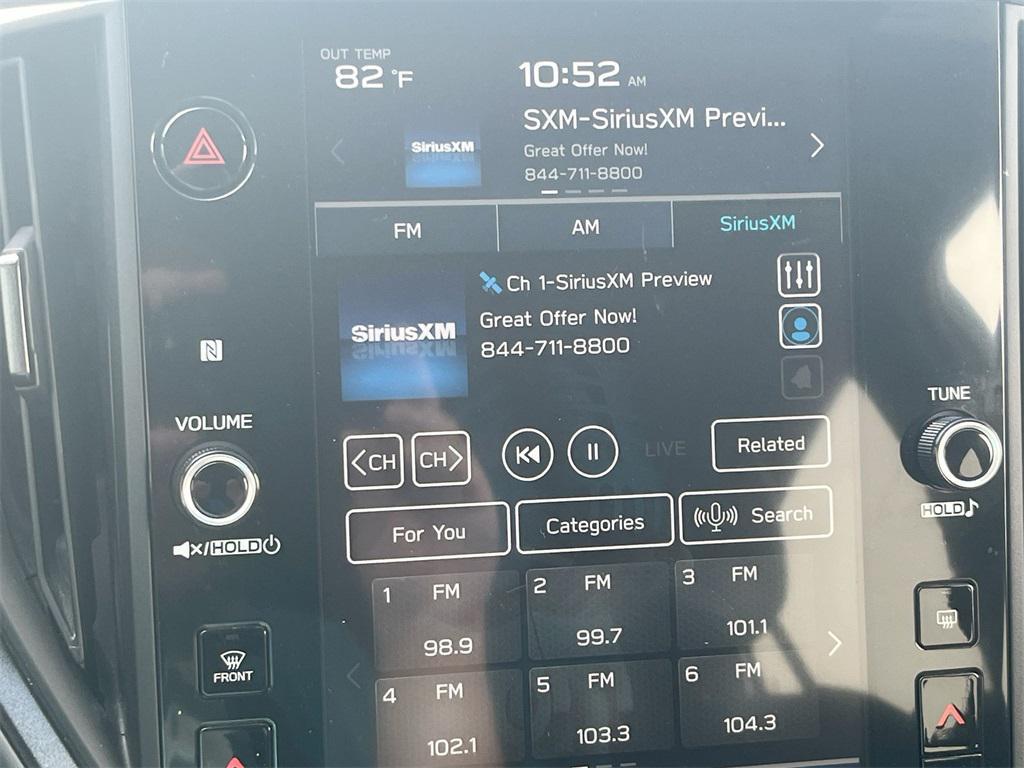 OUT TEMP
82 °F
10:52 AM
SXM-SiriusXM Previ...
SiriusXM
Great Offer Now!
844-711-8800
FM
AM
SiriusXM
Ch 1-SiriusXM Preview
SiriusXM
Great Offer Now!
844-711-8800
VOLUME
TUNE
<CH
CH>
LIVE
Related
HOLD
For You
Categories
Search
/HOLD
1 FM
98.9
2 FM
99.7
3 FM
101.1
FRONT
4 FM
102.1
5 FM
103.3
6 FM
104.3